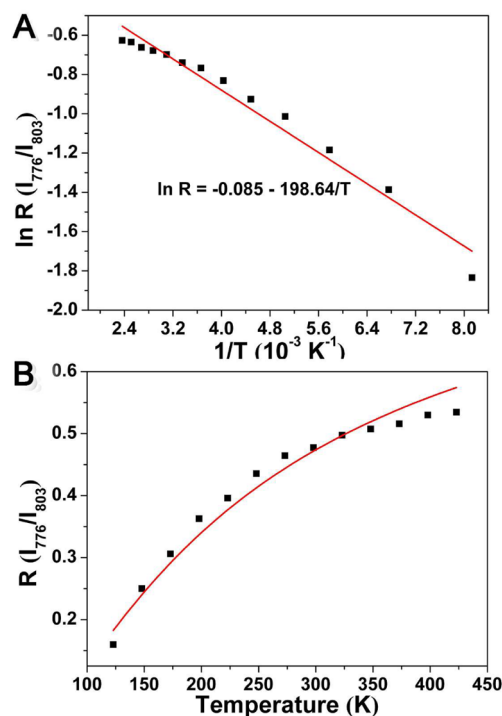 A
-0.6
-0.8
-1.0
-1.2
-1.4
-1.6
-1.8
-2.0
ln R (I776/I803)
ln R = -0.085 - 198.64/T
2.4 3.2 4.0 4.8 5.6 6.4 7.2 8.0
1/T (10⁻³ K⁻¹)
B
0.6
0.5
0.4
0.3
0.2
R (I776/I803)
100 150 200 250 300 350 400 450
Temperature (K)